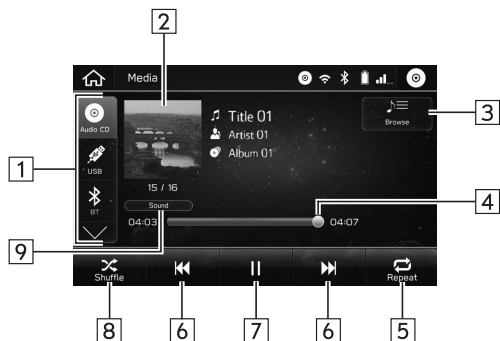 2
Media
Title 01
Artist 01
Album 01
Browse
3
1
Audio CD
USB
BT
15 / 16
Sound
04:03
04:07
4
9
Shuffle
Repeat
8
6
7
6
5